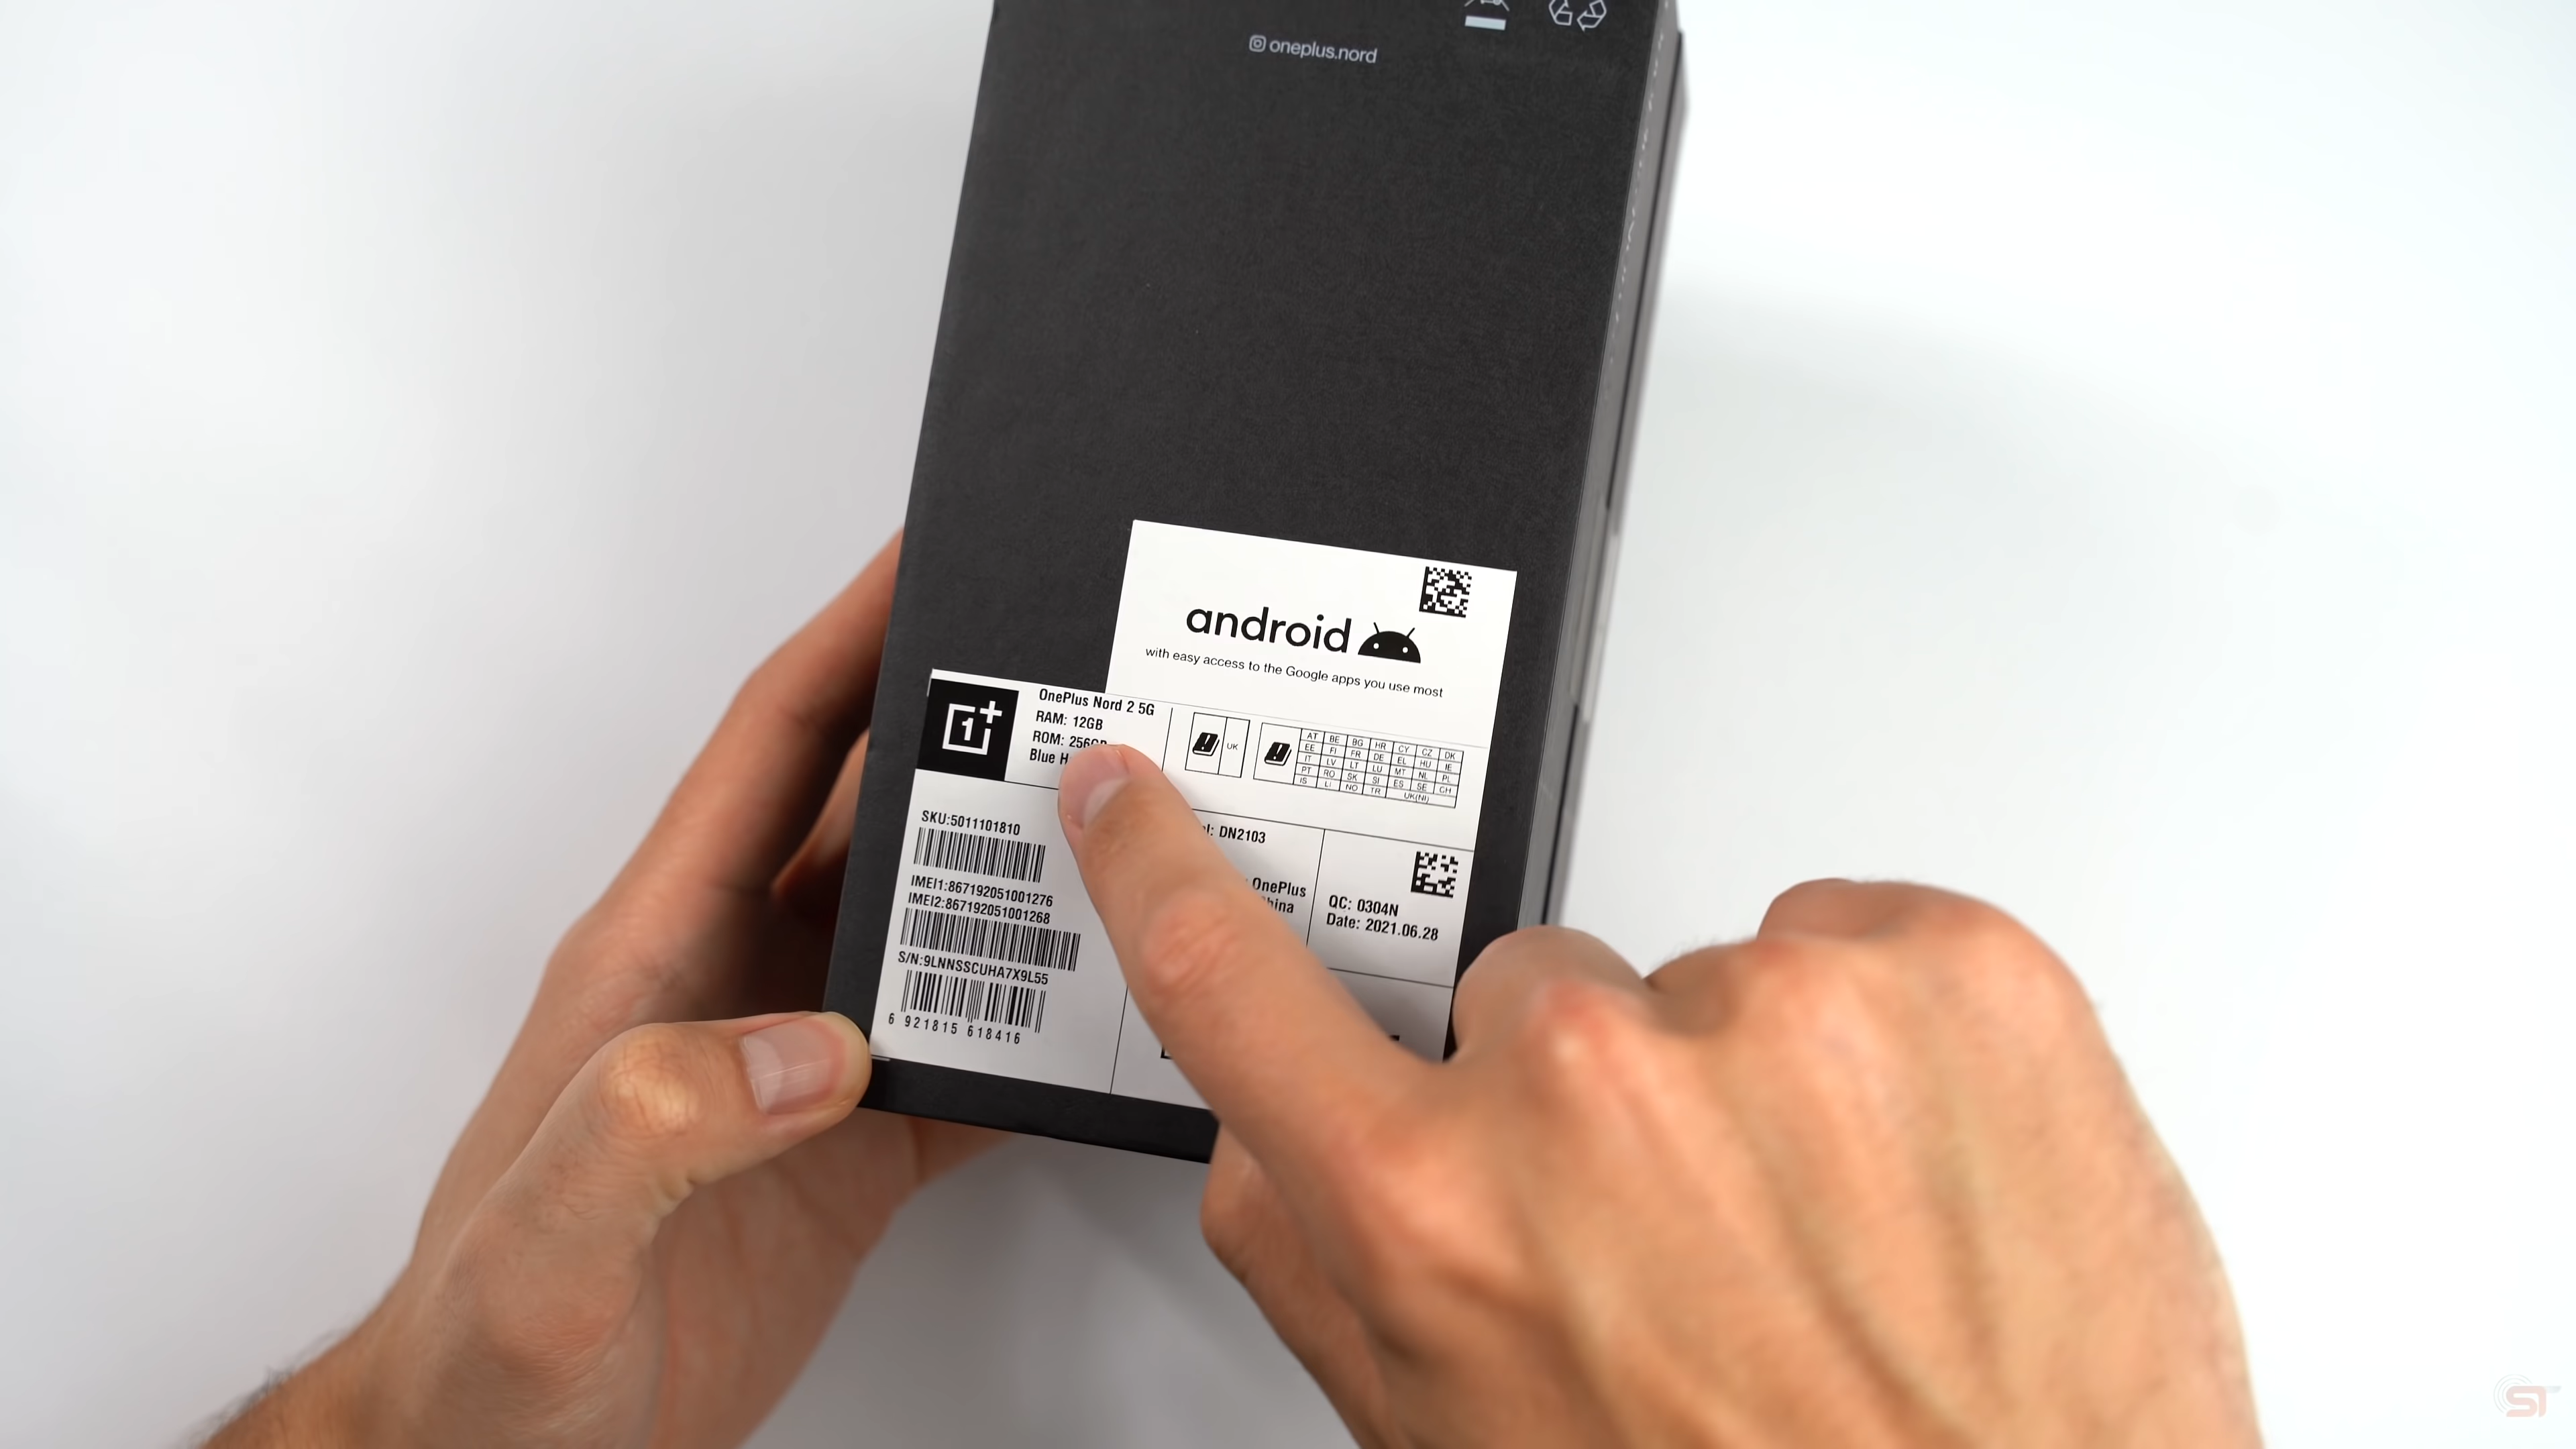 oneplus.nord
android
with easy access to the Google apps you use most
OnePlus Nord 2 5G
RAM: 12GB
ROM: 256GB
Blue H
UK
AT BE BG HR CY CZ DK
EE FI FR DE EL HU IE
IT LV LT LU MT NL PL
PT RO SK SI ES SE CH
IS LI NO TR UK(NI)
SKU:5011101810
IMEI1:867192051001276
IMEI2:867192051001268
S/N:9LNNSSCUHA7X9L55
6 921815 618416
: DN2103
OnePlus
QC: 0304N
Date: 2021.06.28
ST